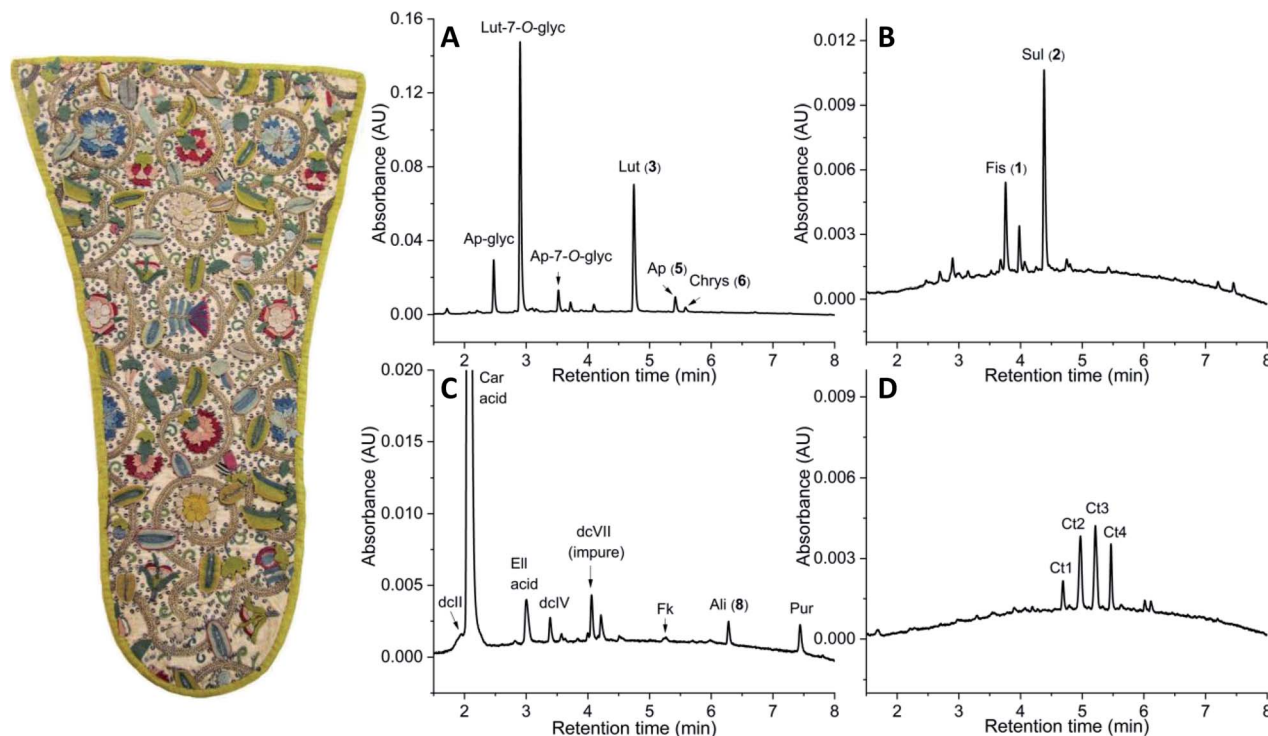 A
Absorbance (AU)
0.16
0.12
0.08
0.04
0.00
Lut-7-O-glyc
Ap-glyc
Ap-7-O-glyc
Lut (3)
Ap (5)
Chrys (6)
2 3 4 5 6 7 8
Retention time (min)
B
Absorbance (AU)
0.012
0.009
0.006
0.003
0.000
Sul (2)
Fis (1)
2 3 4 5 6 7 8
Retention time (min)
C
Absorbance (AU)
0.020
0.015
0.010
0.005
0.000
Car
acid
dcII
Ell
acid
dcIV
dcVII
(impure)
Fk
Ali (8)
Pur
2 3 4 5 6 7 8
Retention time (min)
D
Absorbance (AU)
0.009
0.006
0.003
0.000
Ct1
Ct2
Ct3
Ct4
2 3 4 5 6 7 8
Retention time (min)